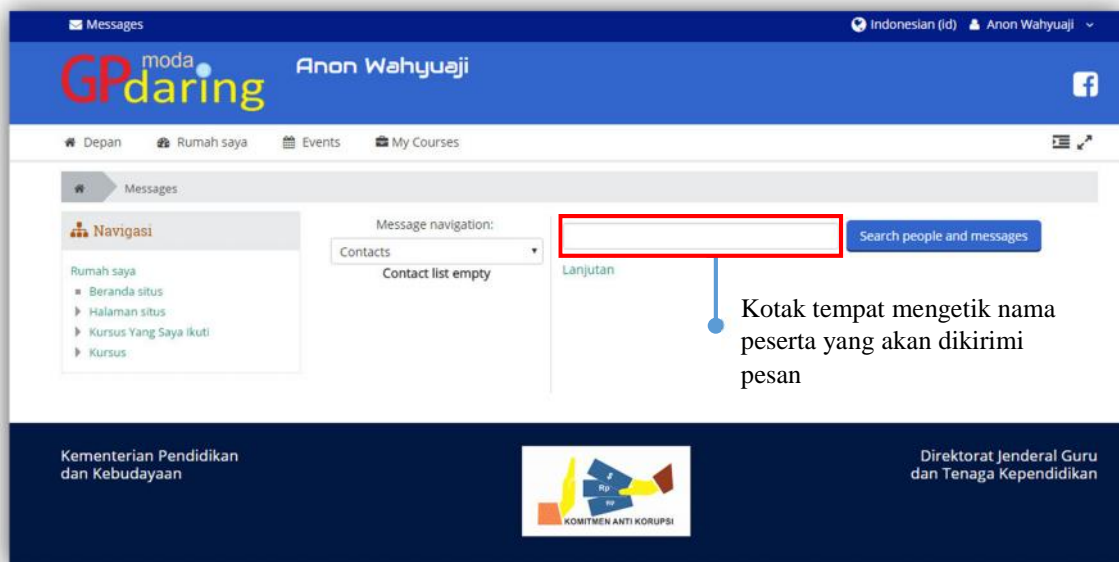 Messages
Indonesian (id) Anon Wahyuaji
GP moda daring
Anon Wahyuaji
Depan Rumah saya Events My Courses
Messages
Navigasi
Rumah saya
Beranda situs
Halaman situs
Kursus Yang Saya Ikuti
Kursus
Message navigation:
Contacts
Contact list empty
Search people and messages
Lanjutan
Kotak tempat mengetik nama
peserta yang akan dikirimi
pesan
Kementerian Pendidikan
dan Kebudayaan
Rp
KOMITMEN ANTI KORUPSI
Direktorat Jenderal Guru
dan Tenaga Kependidikan